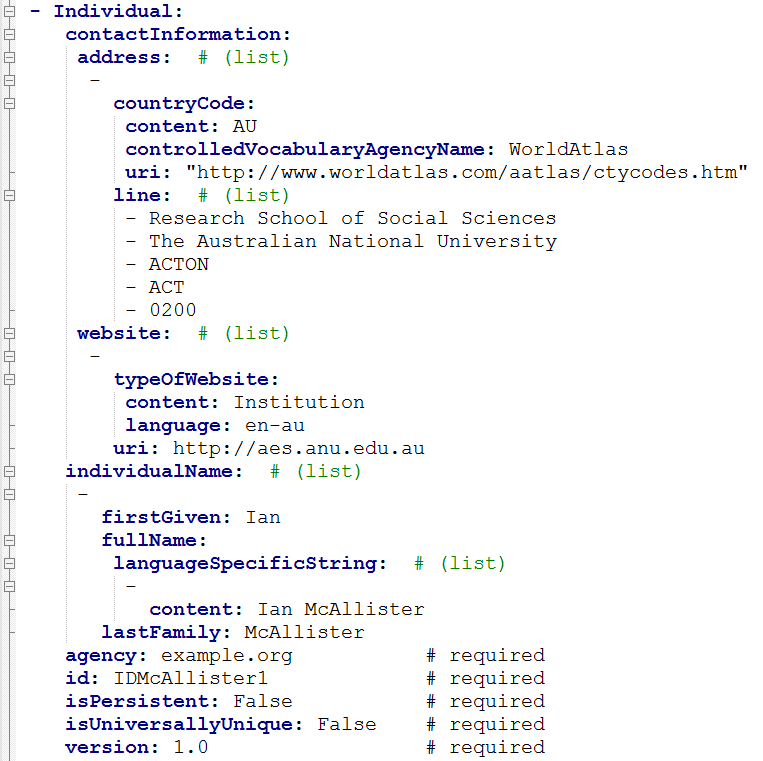 - Individual:
contactInformation:
address:  # (list)
-
countryCode:
content: AU
controlledVocabularyAgencyName: WorldAtlas
uri: "http://www.worldatlas.com/aatlas/ctycodes.htm"
line:  # (list)
- Research School of Social Sciences
- The Australian National University
- ACTON
- ACT
- 0200
website:  # (list)
-
typeOfWebsite:
content: Institution
language: en-au
uri: http://aes.anu.edu.au
individualName:  # (list)
-
firstGiven: Ian
fullName:
languageSpecificString:  # (list)
-
content: Ian McAllister
lastFamily: McAllister
agency: example.org # required
id: IDMcAllister1 # required
isPersistent: False # required
isUniversallyUnique: False # required
version: 1.0 # required